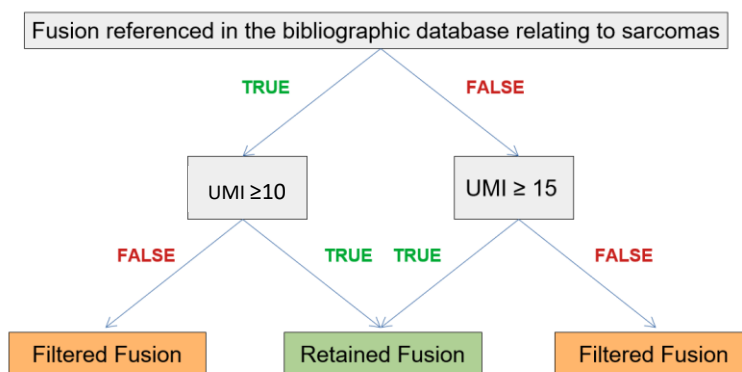 Fusion referenced in the bibliographic database relating to sarcomas
TRUE FALSE
UMI ≥10 UMI ≥ 15
FALSE TRUE TRUE FALSE
Filtered Fusion Retained Fusion Filtered Fusion